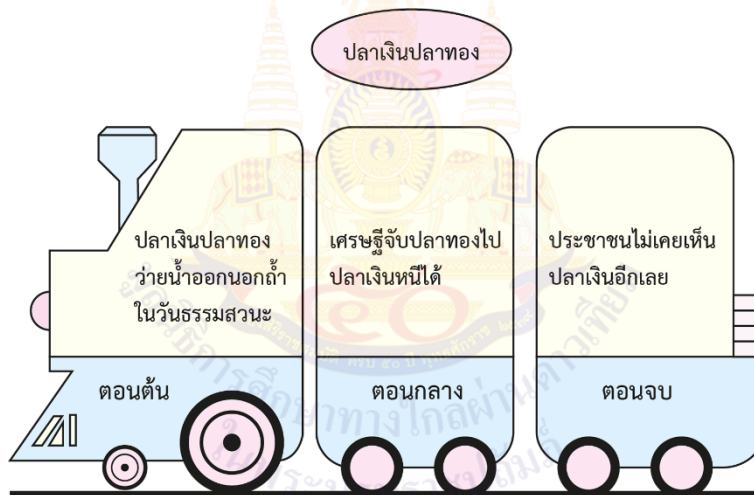 ปลาเงินปลาทอง
ปลาเงินปลาทอง
ว่ายน้ำออกนอกถ้ำ
ในวันธรรมสวนะ
ตอนต้น
เศรษฐีจับปลาทองไป
ปลาเงินหนีได้
ตอนกลาง
ประชาชนไม่เคยเห็น
ปลาเงินอีกเลย
ตอนจบ